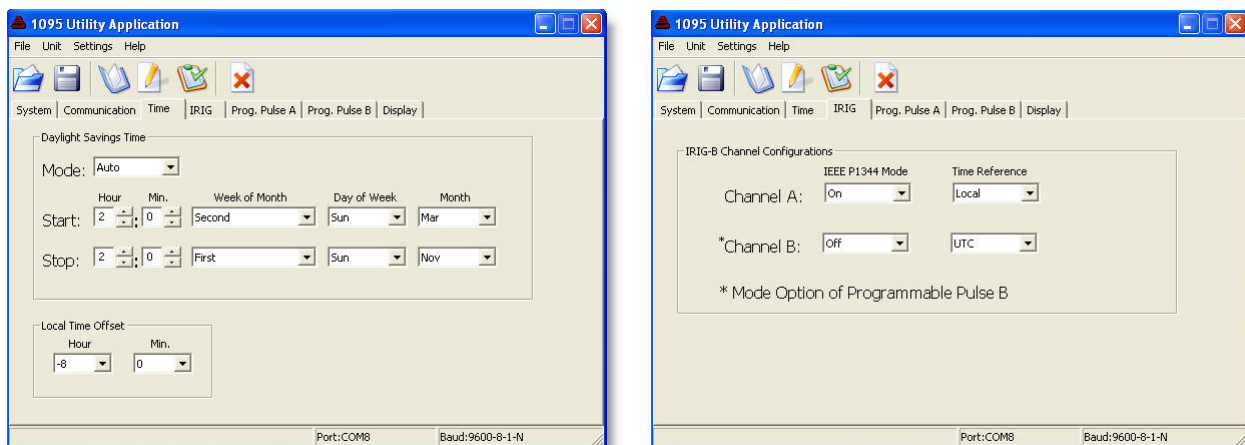 1095 Utility Application
File Unit Settings Help
System Communication Time IRIG Prog. Pulse A Prog. Pulse B Display
Daylight Savings Time
Mode: Auto
Hour Min. Week of Month Day of Week Month
Start: 2 : 0 Second Sun Mar
Stop: 2 : 0 First Sun Nov
Local Time Offset
Hour Min.
-8 0
Port:COM8 Baud:9600-8-1-N
1095 Utility Application
File Unit Settings Help
System Communication Time IRIG Prog. Pulse A Prog. Pulse B Display
IRIG-B Channel Configurations
IEEE P1344 Mode Time Reference
Channel A: On Local
*Channel B: Off UTC
* Mode Option of Programmable Pulse B
Port:COM8 Baud:9600-8-1-N